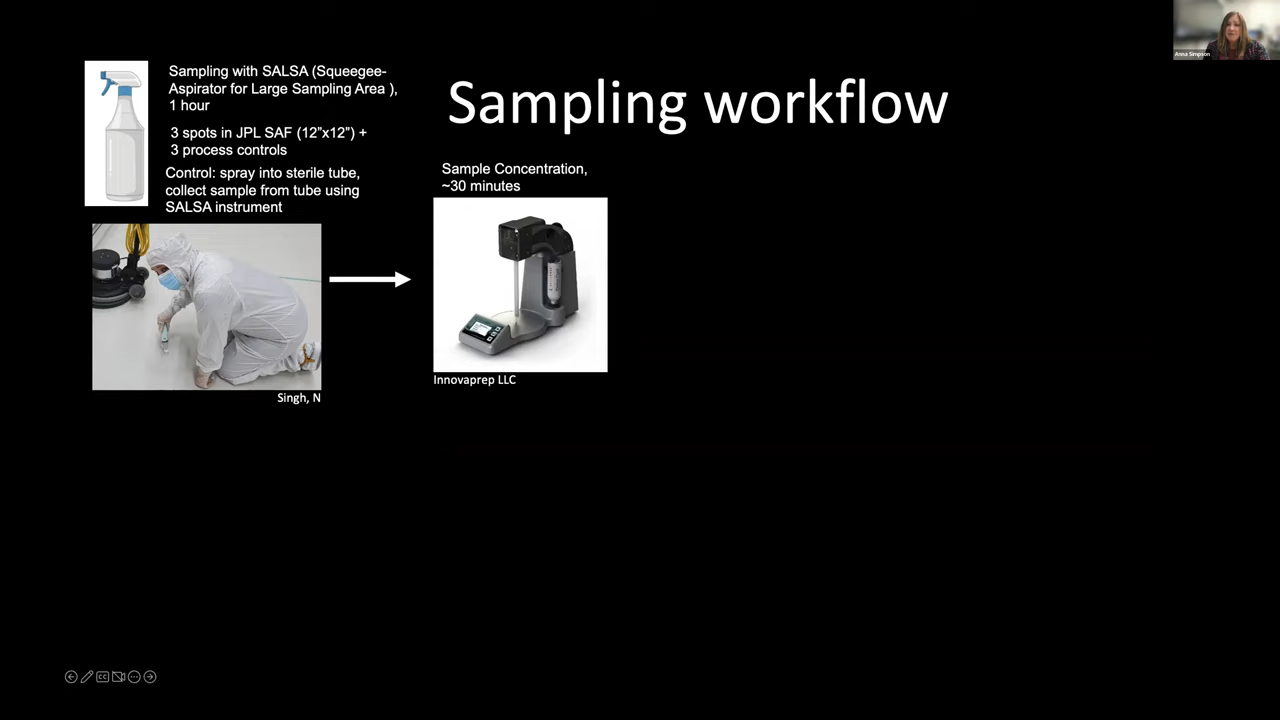 Anna Simpson
Sampling with SALSA (Squeegee-
Aspirator for Large Sampling Area ),
1 hour
3 spots in JPL SAF (12”x12”) +
3 process controls
Control: spray into sterile tube,
collect sample from tube using
SALSA instrument
Singh, N
Sampling workflow
Sample Concentration,
~30 minutes
Innovaprep LLC
CC